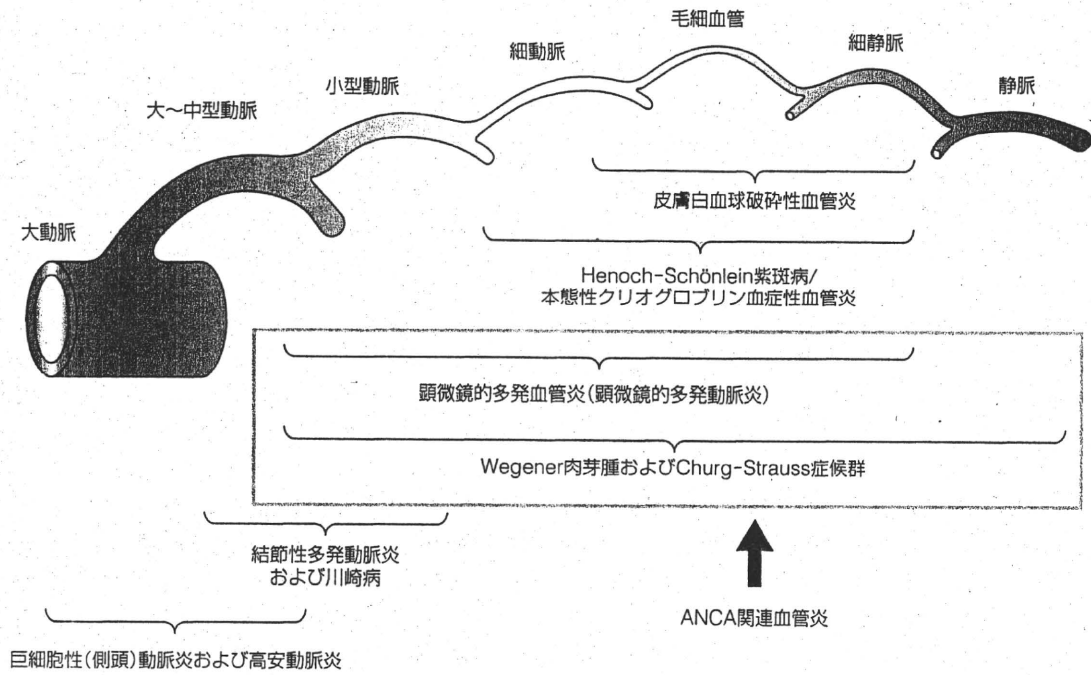 毛細血管
細動脈
細静脈
小型動脈
静脈
大〜中型動脈
大動脈
皮膚白血球破砕性血管炎
Henoch-Schönlein紫斑病/
本態性クリオグロブリン血症性血管炎
顕微鏡的多発血管炎(顕微鏡的多発動脈炎)
Wegener肉芽腫およびChurg-Strauss症候群
結節性多発動脈炎
および川崎病
ANCA関連血管炎
巨細胞性(側頭)動脈炎および高安動脈炎